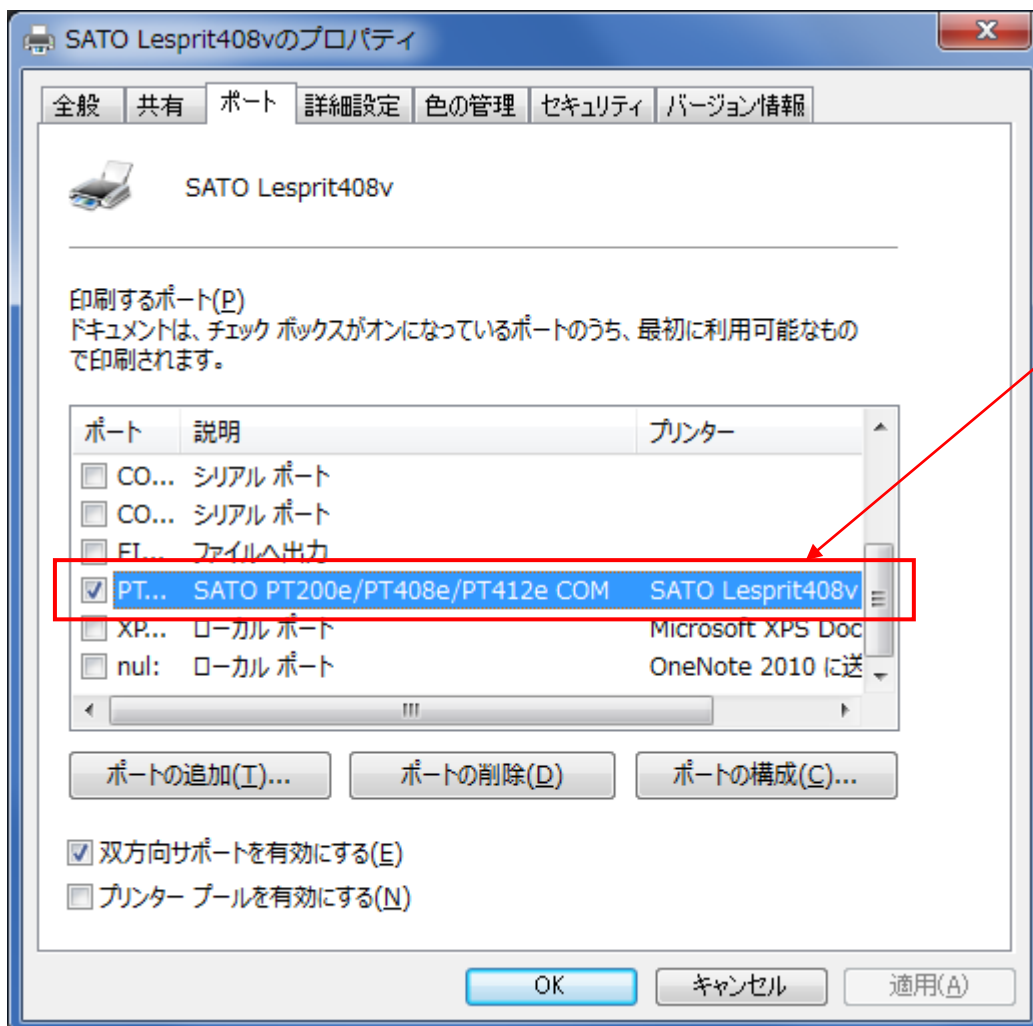 SATO Lesprit408vのプロパティ
全般 共有 ポート 詳細設定 色の管理 セキュリティ バージョン情報
SATO Lesprit408v
印刷するポート(P)
ドキュメントは、チェック ボックスがオンになっているポートのうち、最初に利用可能なもの
で印刷されます。
ポート 説明 プリンター
CO... シリアル ポート
CO... シリアル ポート
FI... ファイルへ出力
PT... SATO PT200e/PT408e/PT412e COM SATO Lesprit408v
XP... ローカル ポート Microsoft XPS Doc
nul: ローカル ポート OneNote 2010 に送
ポートの追加(T)... ポートの削除(D) ポートの構成(C)...
双方向サポートを有効にする(E)
プリンター プールを有効にする(N)
OK キャンセル 適用(A)